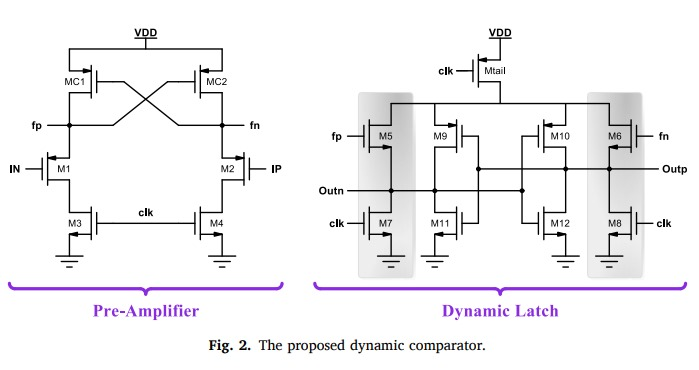 VDD
VDD
MC1 MC2
clk Mtail
fp fn
fp M5 M9 M10 M6 fn
IN M1 M2 IP
Outp
Outn
clk
M3 M4
clk M7 M11 M12 M8 clk
Pre-Amplifier
Dynamic Latch
Fig. 2. The proposed dynamic comparator.